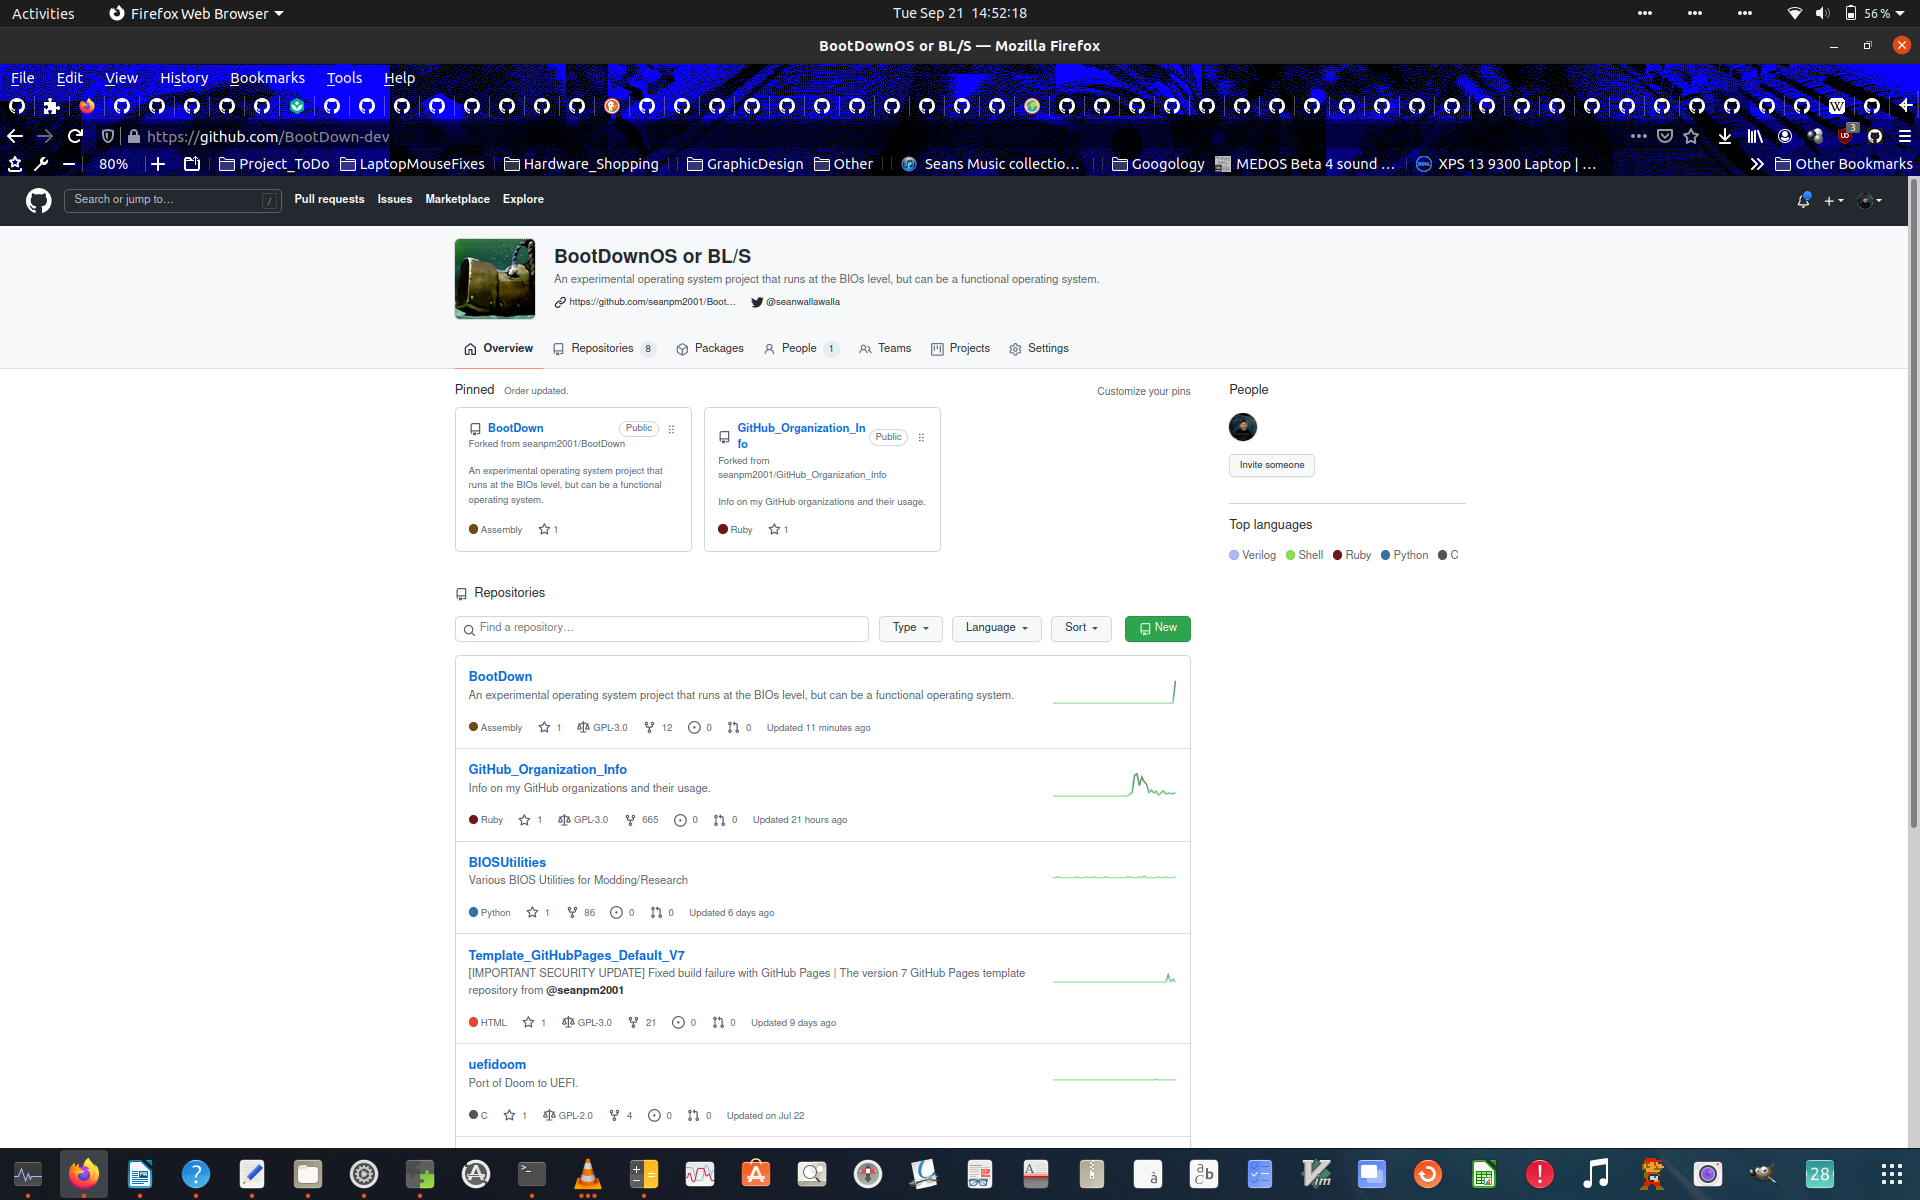 Activities
Firefox Web Browser
Tue Sep 21 14:52:18
56 %
BootDownOS or BL/S — Mozilla Firefox
File Edit View History Bookmarks Tools Help
https://github.com/BootDown-dev
3
80%
Project_ToDo
LaptopMouseFixes
Hardware_Shopping
GraphicDesign
Other
Seans Music collectio…
Googology
MEDOS Beta 4 sound …
XPS 13 9300 Laptop | …
Other Bookmarks
Search or jump to…
/
Pull requests Issues Marketplace Explore
BootDownOS or BL/S
An experimental operating system project that runs at the BIOs level, but can be a functional operating system.
https://github.com/seanpm2001/Boot…
@seanwallawalla
Overview
Repositories 8
Packages
People 1
Teams
Projects
Settings
Pinned Order updated.
Customize your pins
BootDown
Public
Forked from seanpm2001/BootDown
An experimental operating system project that
runs at the BIOs level, but can be a functional
operating system.
Assembly 1
GitHub_Organization_In
fo
Public
Forked from
seanpm2001/GitHub_Organization_Info
Info on my GitHub organizations and their usage.
Ruby 1
People
Invite someone
Top languages
Verilog Shell Ruby Python C
Repositories
Find a repository…
Type
Language
Sort
New
BootDown
An experimental operating system project that runs at the BIOs level, but can be a functional operating system.
Assembly 1 GPL-3.0 12 0 0 Updated 11 minutes ago
GitHub_Organization_Info
Info on my GitHub organizations and their usage.
Ruby 1 GPL-3.0 665 0 0 Updated 21 hours ago
BIOSUtilities
Various BIOS Utilities for Modding/Research
Python 1 86 0 0 Updated 6 days ago
Template_GitHubPages_Default_V7
[IMPORTANT SECURITY UPDATE] Fixed build failure with GitHub Pages | The version 7 GitHub Pages template
repository from @seanpm2001
HTML 1 GPL-3.0 21 0 0 Updated 9 days ago
uefidoom
Port of Doom to UEFI.
C 1 GPL-2.0 4 0 0 Updated on Jul 22
28